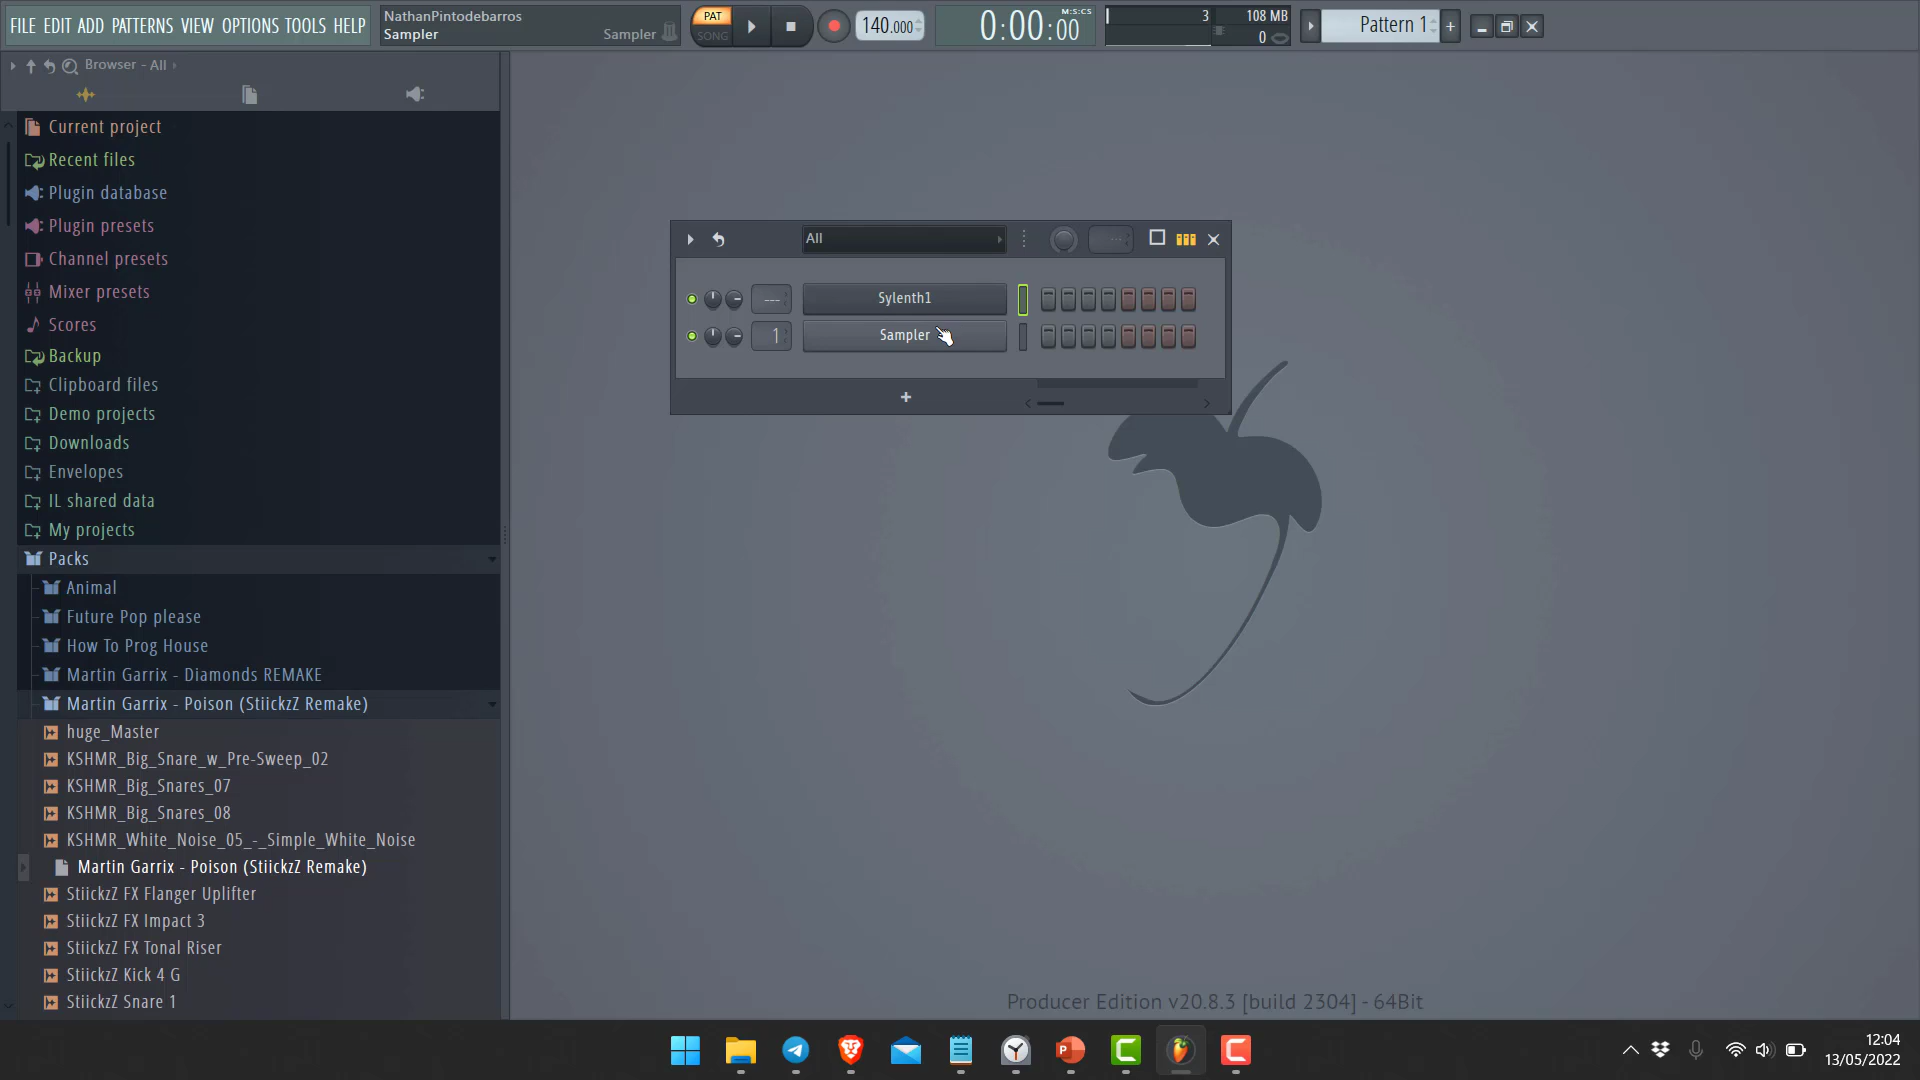 FILE EDIT ADD PATTERNS VIEW OPTIONS TOOLS HELP
NathanPintodebarros
Sampler
Sampler
PAT
SONG
140.000
M:S:CS
0:00:00
3
108 MB
0
Pattern 1
Browser - All
Current project
Recent files
Plugin database
Plugin presets
Channel presets
Mixer presets
Scores
Backup
Clipboard files
Demo projects
Downloads
Envelopes
IL shared data
My projects
Packs
Animal
Future Pop please
How To Prog House
Martin Garrix - Diamonds REMAKE
Martin Garrix - Poison (StiickzZ Remake)
huge_Master
KSHMR_Big_Snare_w_Pre-Sweep_02
KSHMR_Big_Snares_07
KSHMR_Big_Snares_08
KSHMR_White_Noise_05_-_Simple_White_Noise
Martin Garrix - Poison (StiickzZ Remake)
StiickzZ FX Flanger Uplifter
StiickzZ FX Impact 3
StiickzZ FX Tonal Riser
StiickzZ Kick 4 G
StiickzZ Snare 1
All
--- Sylenth1
1 Sampler
Producer Edition v20.8.3 [build 2304] - 64Bit
12:04
13/05/2022